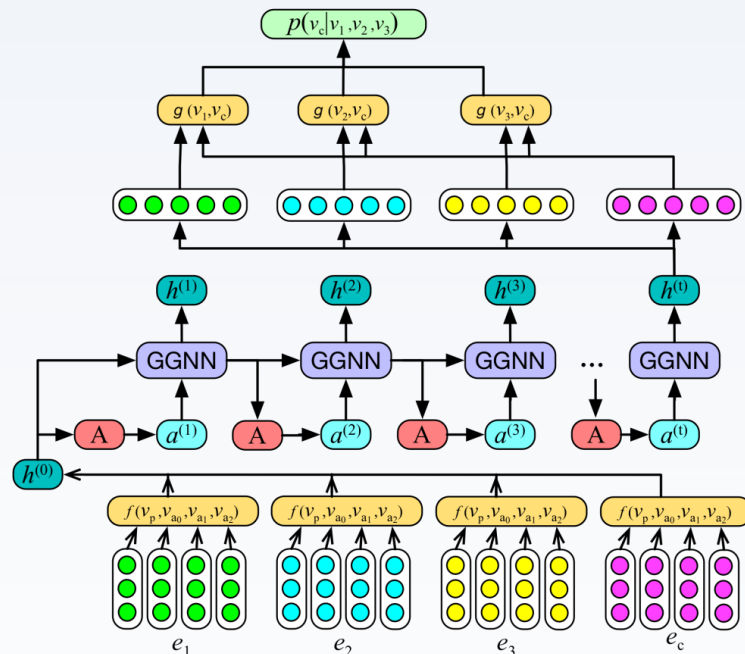 p(v_c|v_1,v_2,v_3)
g (v_1,v_c) g (v_2,v_c) g (v_3,v_c)
h^(1) h^(2) h^(3) h^(t)
GGNN GGNN GGNN ... GGNN
A a^(1) A a^(2) A a^(3) A a^(t)
h^(0)
f(v_p,v_a0,v_a1,v_a2) f(v_p,v_a0,v_a1,v_a2) f(v_p,v_a0,v_a1,v_a2) f(v_p,v_a0,v_a1,v_a2)
e_1 e_2 e_3 e_c